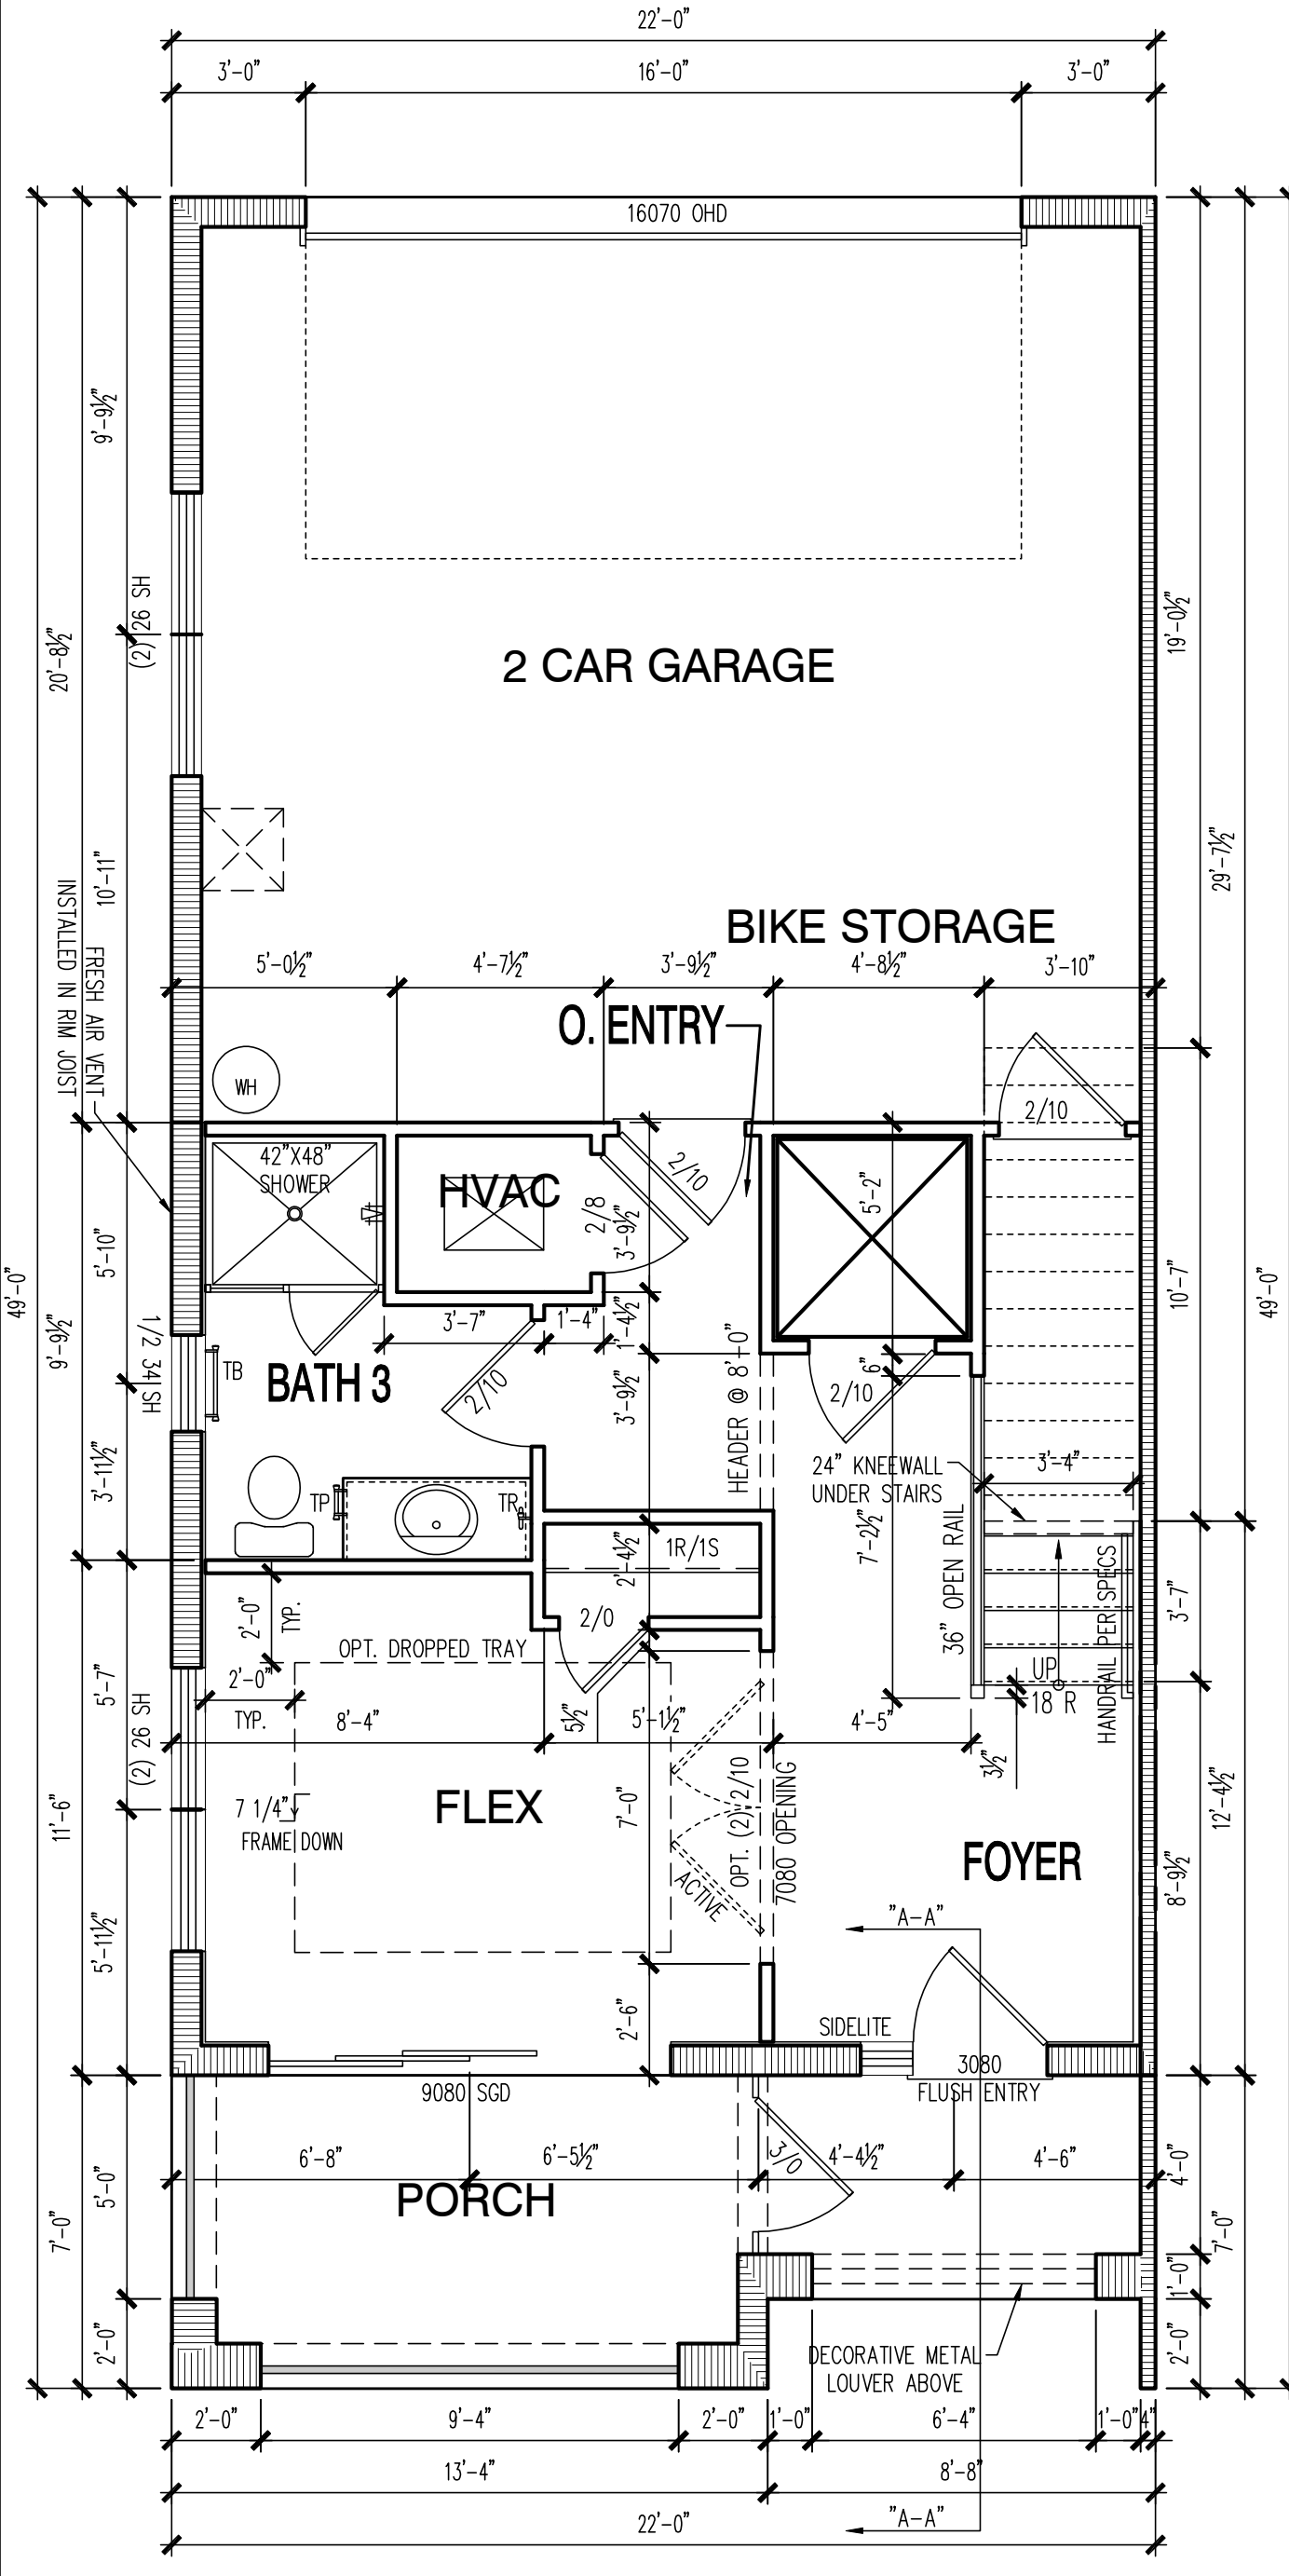 22'-0"
3'-0"
16'-0"
3'-0"
16070 OHD
9'-9½"
(2) 26 HS
20'-8½"
19'-0½"
2 CAR GARAGE
29'-7½"
10'-11"
INSTALLED IN RIM JOIST
FRESH AIR VENT
BIKE STORAGE
5'-0½"
4'-7½"
3'-9½"
4'-8½"
3'-10"
O. ENTRY
WH
2/10
42"X48"
SHOWER
HVAC
2/10
2/8
3'-9½"
5'-2"
5'-10"
49'-0"
9'-9½"
10'-7"
49'-0"
3'-7"
1'-4"
1'-4½"
1/2 34 SH
TB
BATH 3
2/10
3'-9½"
HEADER @ 8'-0"
6"
2/10
24" KNEEWALL
UNDER STAIRS
3'-4"
3'-11½"
TP
TR
7'-2½"
36" OPEN RAIL
1R/1S
2'-4½"
HANDRAIL PER SPECS
3'-7"
2'-0"
TYP.
2/0
OPT. DROPPED TRAY
5'-7"
2'-0"
TYP.
UP
18 R
8'-4"
5½"
5'-1½"
4'-5"
3½"
(2) 26 HS
11'-6"
7 1/4"
FRAME DOWN
FLEX
7'-0"
OPT. (2) 2/10
7080 OPENING
ACTIVE
FOYER
12'-4½"
8'-9½"
5'-11½"
"A-A"
2'-6"
SIDELITE
3080
FLUSH ENTRY
9080 SGD
6'-8"
6'-5½"
3/0
4'-4½"
4'-6"
4'-0"
PORCH
5'-0"
7'-0"
7'-0"
1'-0"
2'-0"
2'-0"
DECORATIVE METAL
LOUVER ABOVE
2'-0"
9'-4"
2'-0"
1'-0"
6'-4"
1'-0"
4"
13'-4"
8'-8"
"A-A"
22'-0"